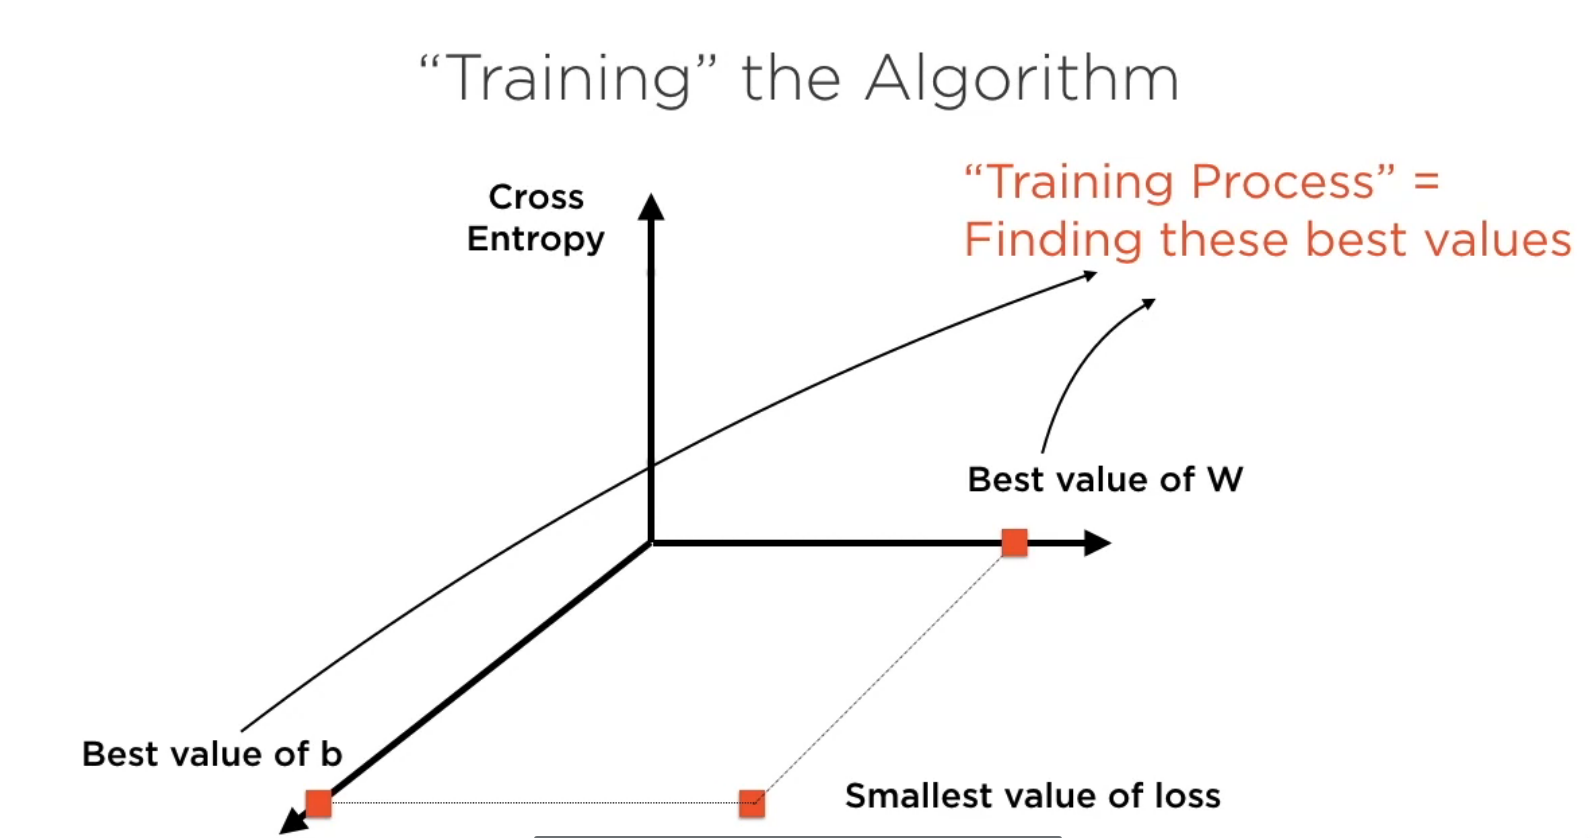 “Training” the Algorithm
Cross
Entropy
“Training Process” =
Finding these best values
Best value of W
Best value of b
Smallest value of loss